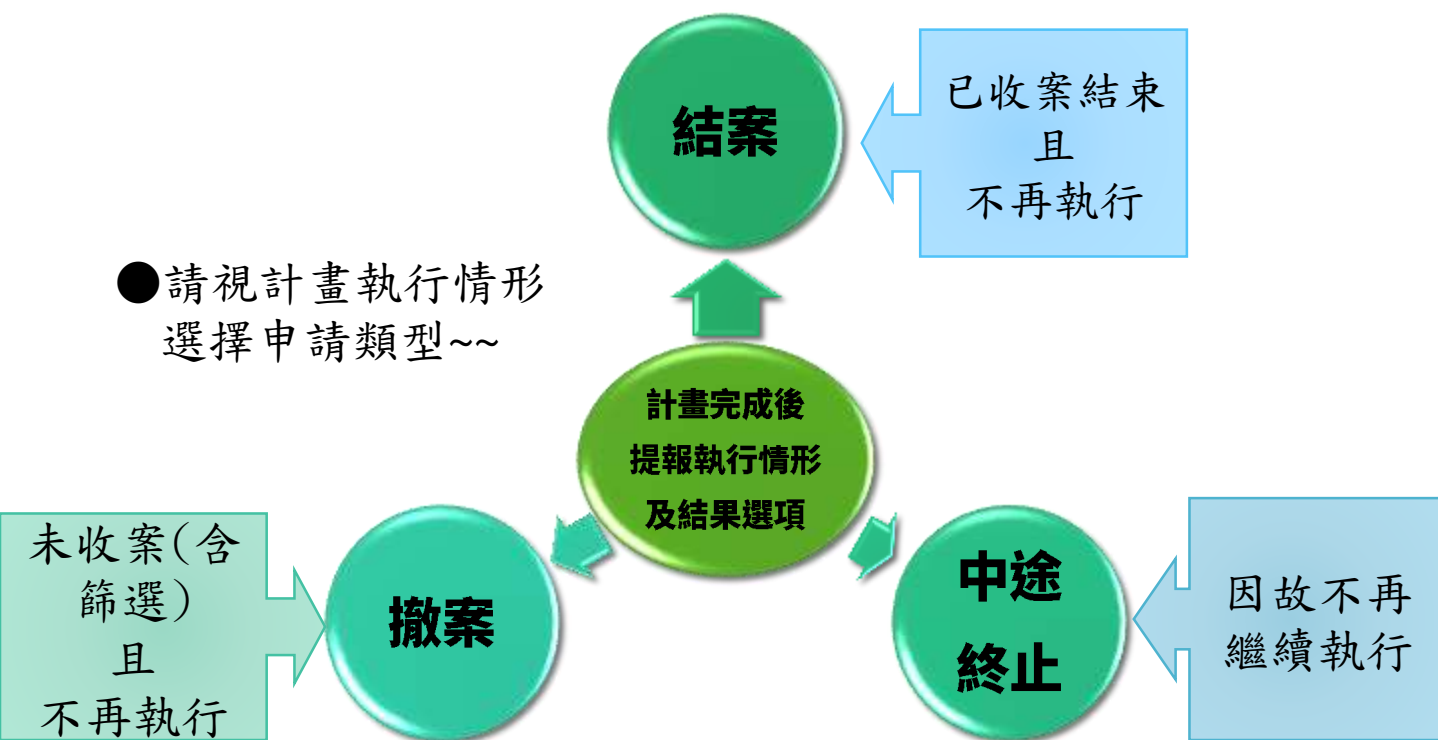 結案
已收案結束
且
不再執行
●請視計畫執行情形
選擇申請類型~~
計畫完成後
提報執行情形
及結果選項
未收案(含
篩選)
且
不再執行
撤案
中途
終止
因故不再
繼續執行